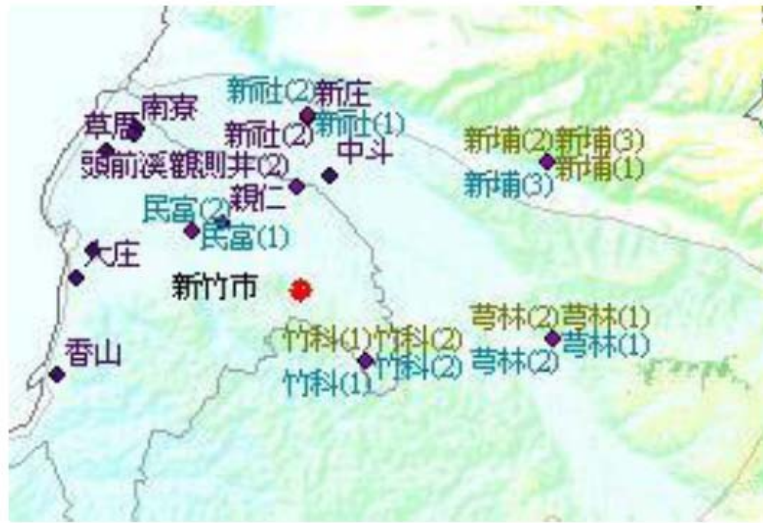 新社(2)新庄
南寮
草厝
新社(2)新社(1)
中斗
新埔(2)新埔(3)
頭前溪觀測井(2)
新埔(1)
新埔(3)
民富(2)
親仁
民富(1)
大庄
新竹市
芎林(2)芎林(1)
竹科(1)竹科(2)
芎林(1)
香山
芎林(2)
竹科(2)
竹科(1)